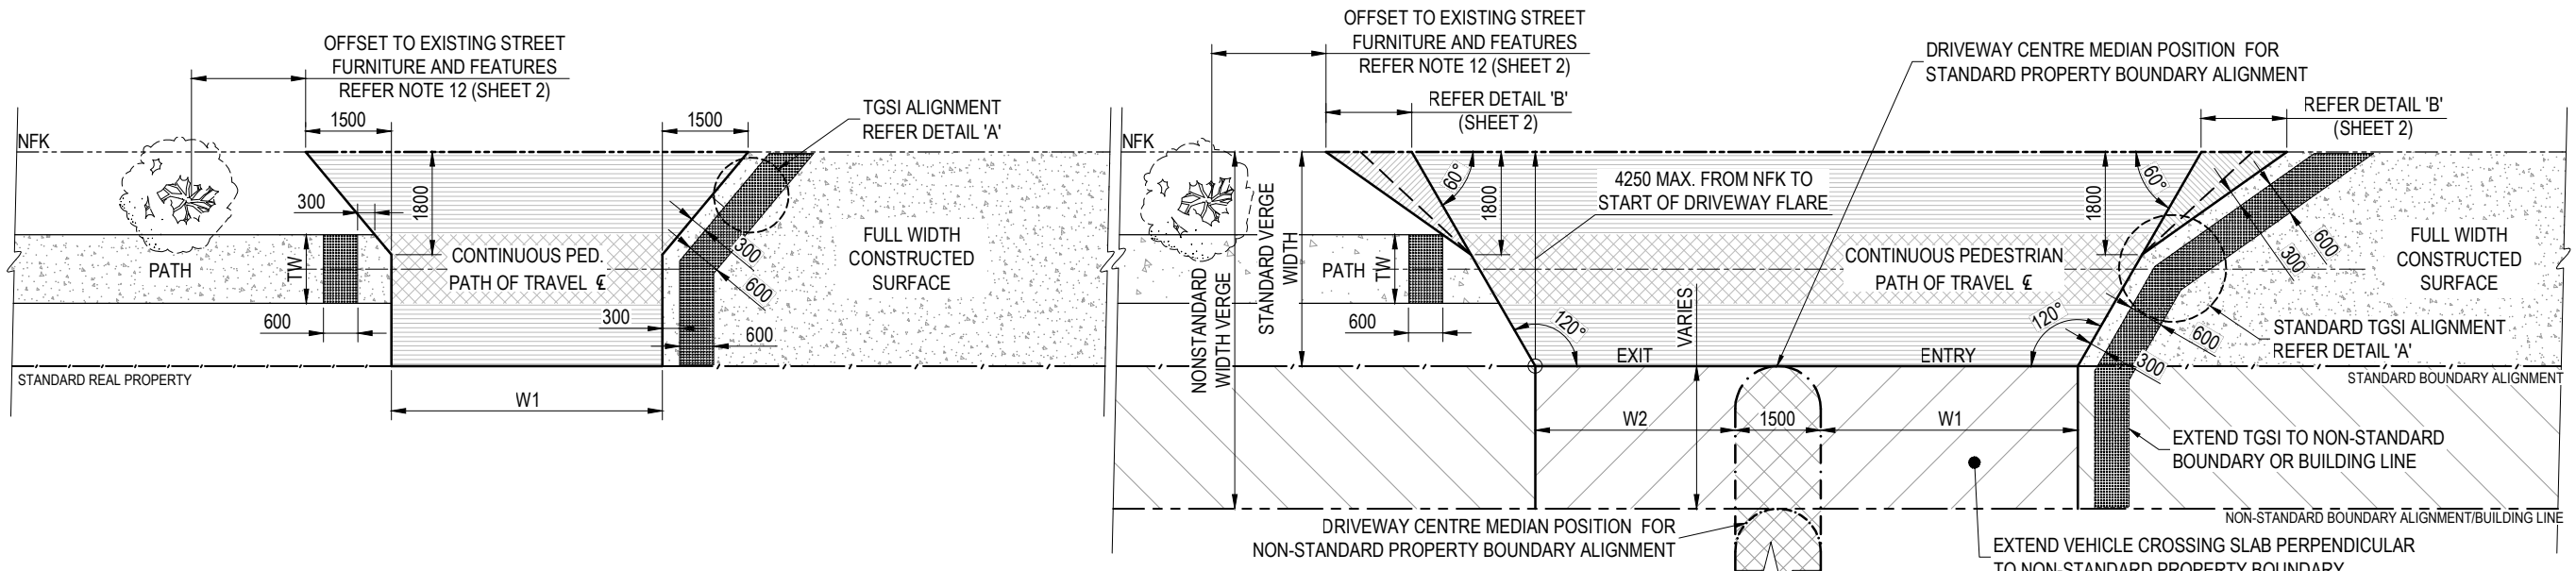 OFFSET TO EXISTING STREET
FURNITURE AND FEATURES
REFER NOTE 12 (SHEET 2)
1500
1500
TGSI ALIGNMENT
REFER DETAIL 'A'
NFK
300
1800
PATH
TW
CONTINUOUS PED.
PATH OF TRAVEL ℄
300
600
FULL WIDTH
CONSTRUCTED
SURFACE
600
300
600
STANDARD REAL PROPERTY
W1
OFFSET TO EXISTING STREET
FURNITURE AND FEATURES
REFER NOTE 12 (SHEET 2)
REFER DETAIL 'B'
(SHEET 2)
DRIVEWAY CENTRE MEDIAN POSITION FOR
STANDARD PROPERTY BOUNDARY ALIGNMENT
REFER DETAIL 'B'
(SHEET 2)
NFK
NONSTANDARD
WIDTH VERGE
STANDARD VERGE
WIDTH
60°
1800
4250 MAX. FROM NFK TO
START OF DRIVEWAY FLARE
1800
60°
PATH
TW
600
CONTINUOUS PEDESTRIAN
PATH OF TRAVEL ℄
300
600
FULL WIDTH
CONSTRUCTED
SURFACE
120°
VARIES
120°
EXIT
ENTRY
600
300
STANDARD TGSI ALIGNMENT
REFER DETAIL 'A'
STANDARD BOUNDARY ALIGNMENT
W2
1500
W1
EXTEND TGSI TO NON-STANDARD
BOUNDARY OR BUILDING LINE
NON-STANDARD BOUNDARY ALIGNMENT/BUILDING LINE
DRIVEWAY CENTRE MEDIAN POSITION FOR
NON-STANDARD PROPERTY BOUNDARY ALIGNMENT
EXTEND VEHICLE CROSSING SLAB PERPENDICULAR
TO NON-STANDARD PROPERTY BOUNDARY